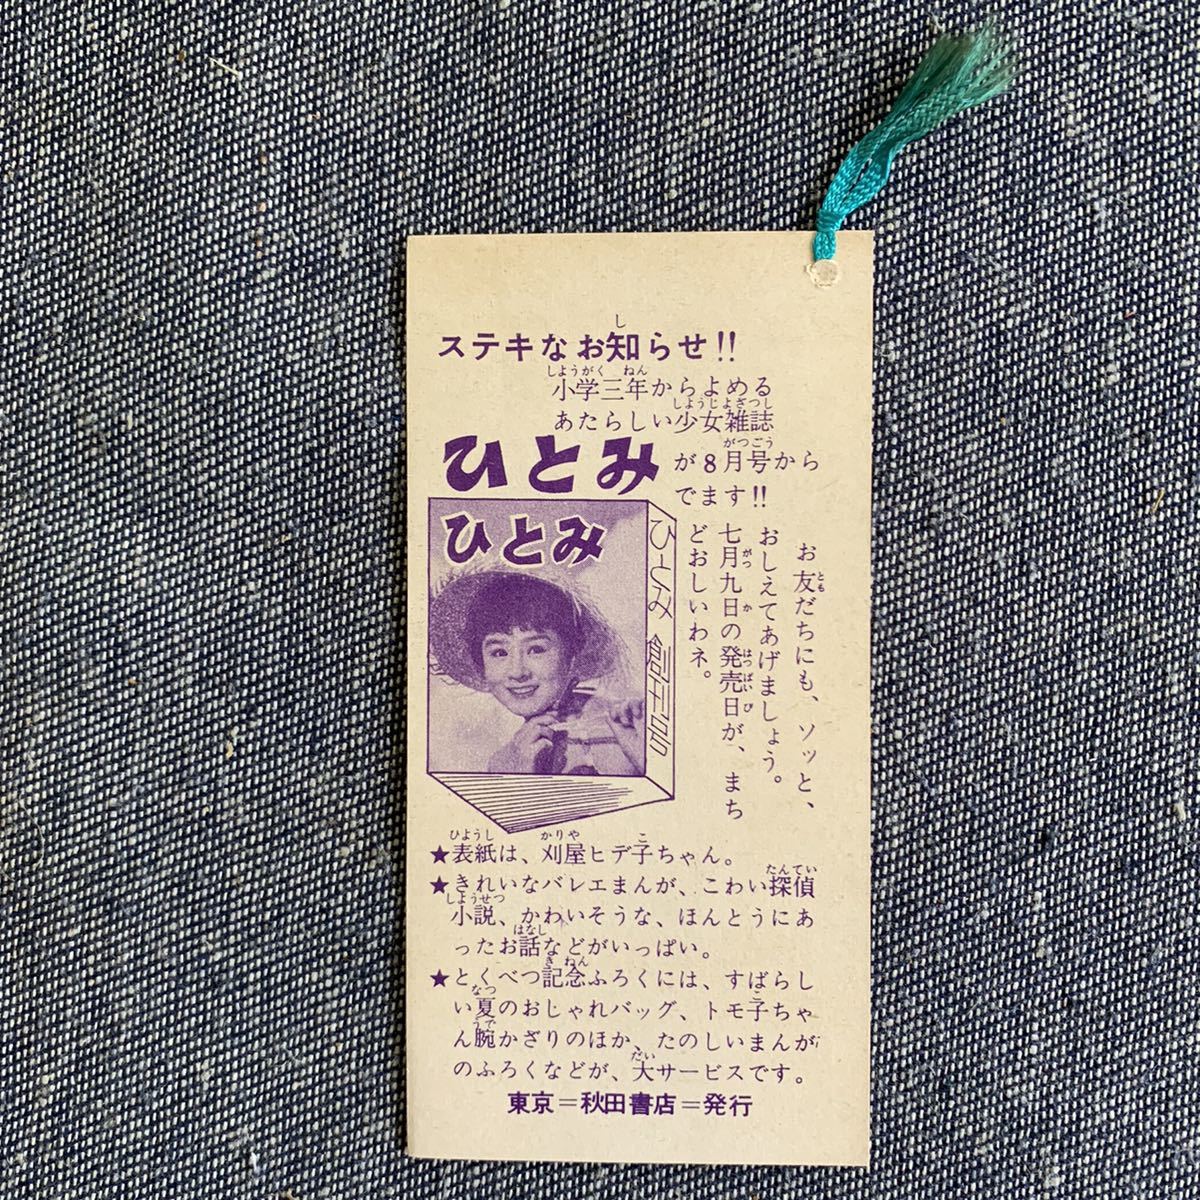 ステキなお知らせ!!
小学三年からよめる
あたらしい少女雑誌
ひとみ
が8月号から
でます!!
ひとみ
ひとみ 創刊号
お友だちにも、ソッと、
おしえてあげましょう。
七月九日の発売日が、まち
どおしいわネ。
★表紙は、刈屋ヒデ子ちゃん。
★きれいなバレエまんが、こわい探偵
小説、かわいそうな、ほんとうにあ
ったお話などがいっぱい。
★とくべつ記念ふろくには、すばらし
い夏のおしゃれバッグ、トモ子ちゃ
ん腕かざりのほか、たのしいまんが
のふろくなどが、大サービスです。
東京=秋田書店=発行